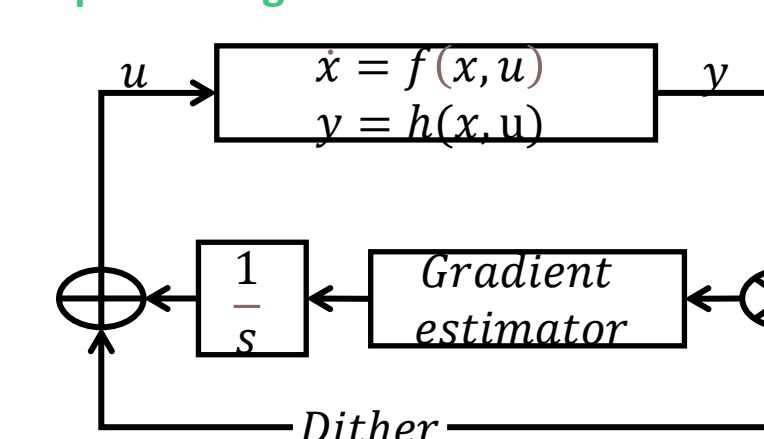 u
ẋ = f(x, u)
y
y = h(x, u)
1
s
Gradient
estimator
Dither